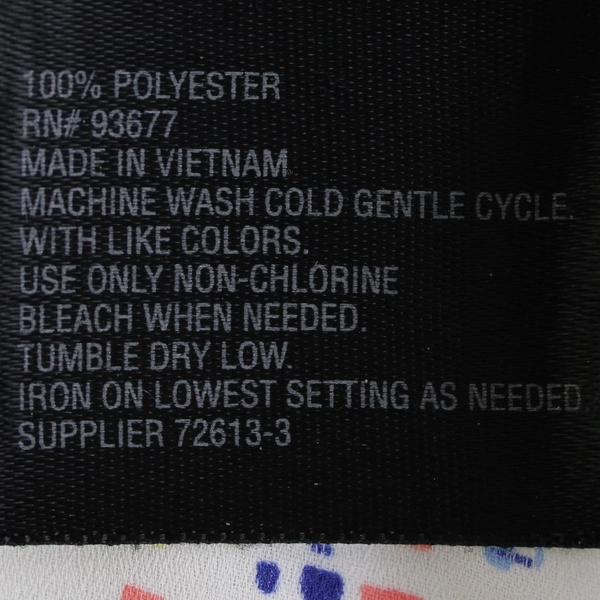 100% POLYESTER
RN# 93677
MADE IN VIETNAM
MACHINE WASH COLD GENTLE CYCLE.
WITH LIKE COLORS.
USE ONLY NON-CHLORINE
BLEACH WHEN NEEDED.
TUMBLE DRY LOW.
IRON ON LOWEST SETTING AS NEEDED
SUPPLIER 72613-3